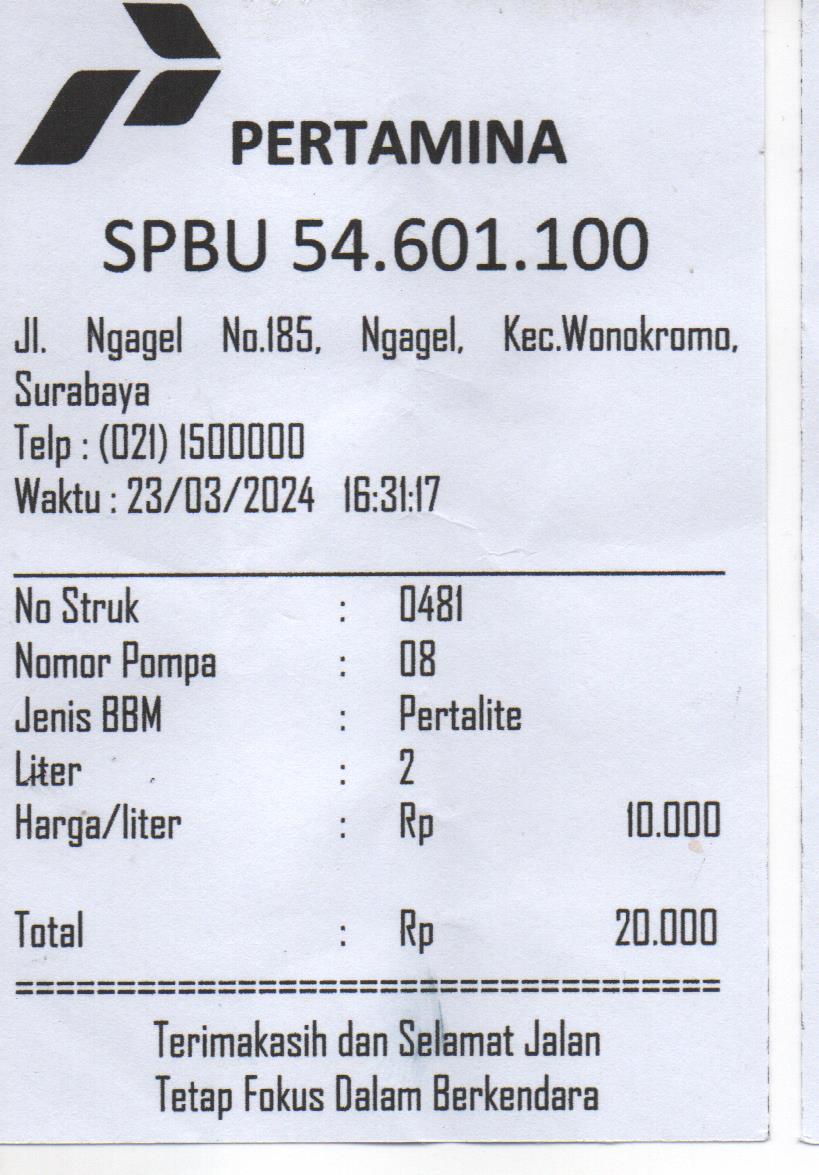 PERTAMINA
SPBU 54.601.100
Jl. Ngagel No.185, Ngagel, Kec.Wonokromo,
Surabaya
Telp : (021) 1500000
Waktu : 23/03/2024 16:31:17
No Struk : 0481
Nomor Pompa : 08
Jenis BBM : Pertalite
Liter : 2
Harga/liter : Rp 10.000
Total : Rp 20.000
===================================
Terimakasih dan Selamat Jalan
Tetap Fokus Dalam Berkendara